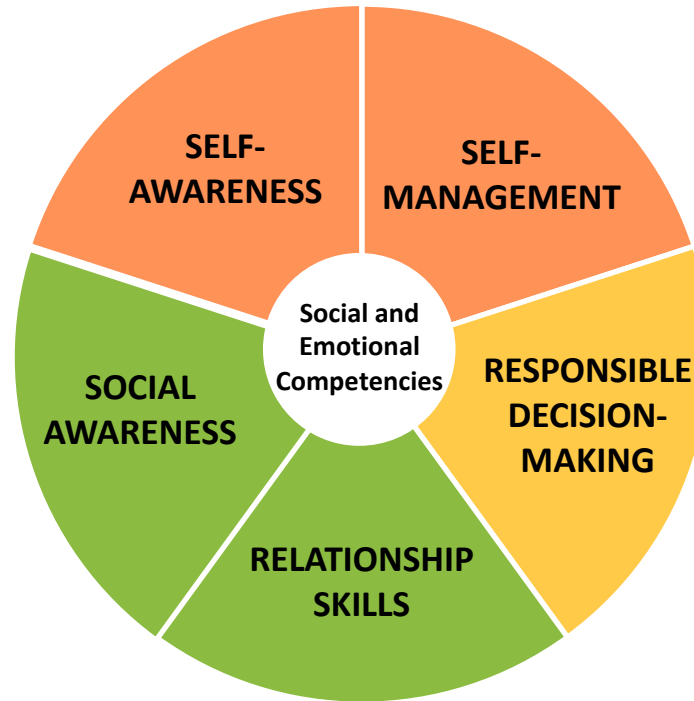 SELF-
AWARENESS
SELF-
MANAGEMENT
Social and
Emotional
Competencies
SOCIAL
AWARENESS
RESPONSIBLE
DECISION-
MAKING
RELATIONSHIP
SKILLS